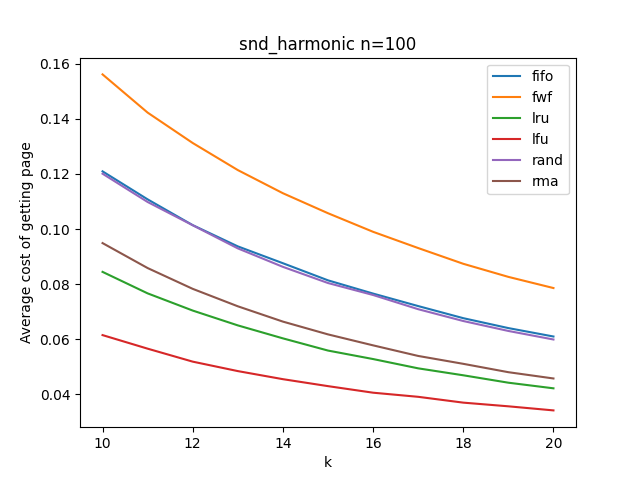 snd_harmonic n=100
Average cost of getting page
0.16
0.14
0.12
0.10
0.08
0.06
0.04
10
12
14
16
18
20
k
fifo
fwf
lru
lfu
rand
rma